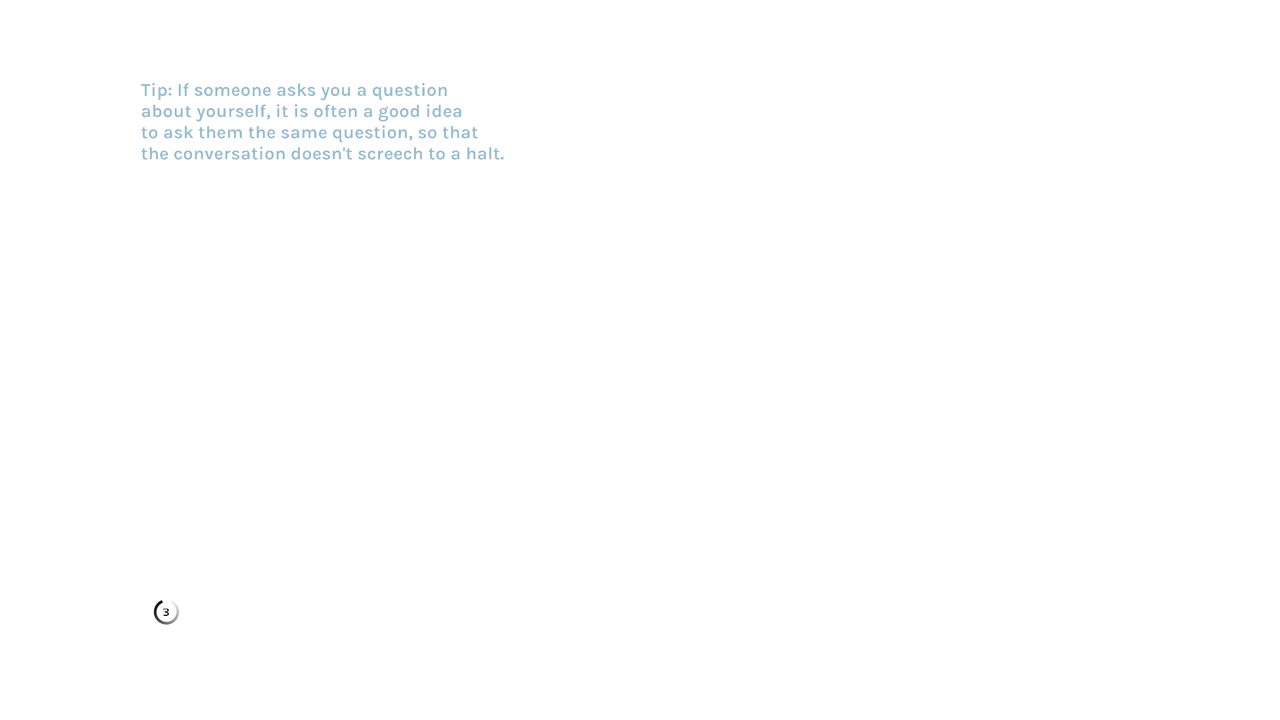 Tip: If someone asks you a question
about yourself, it is often a good idea
to ask them the same question, so that
the conversation doesn't screech to a halt.
3